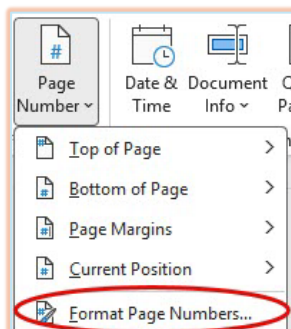 Page Number
Date & Time
Document Info
Top of Page
Bottom of Page
Page Margins
Current Position
Format Page Numbers...